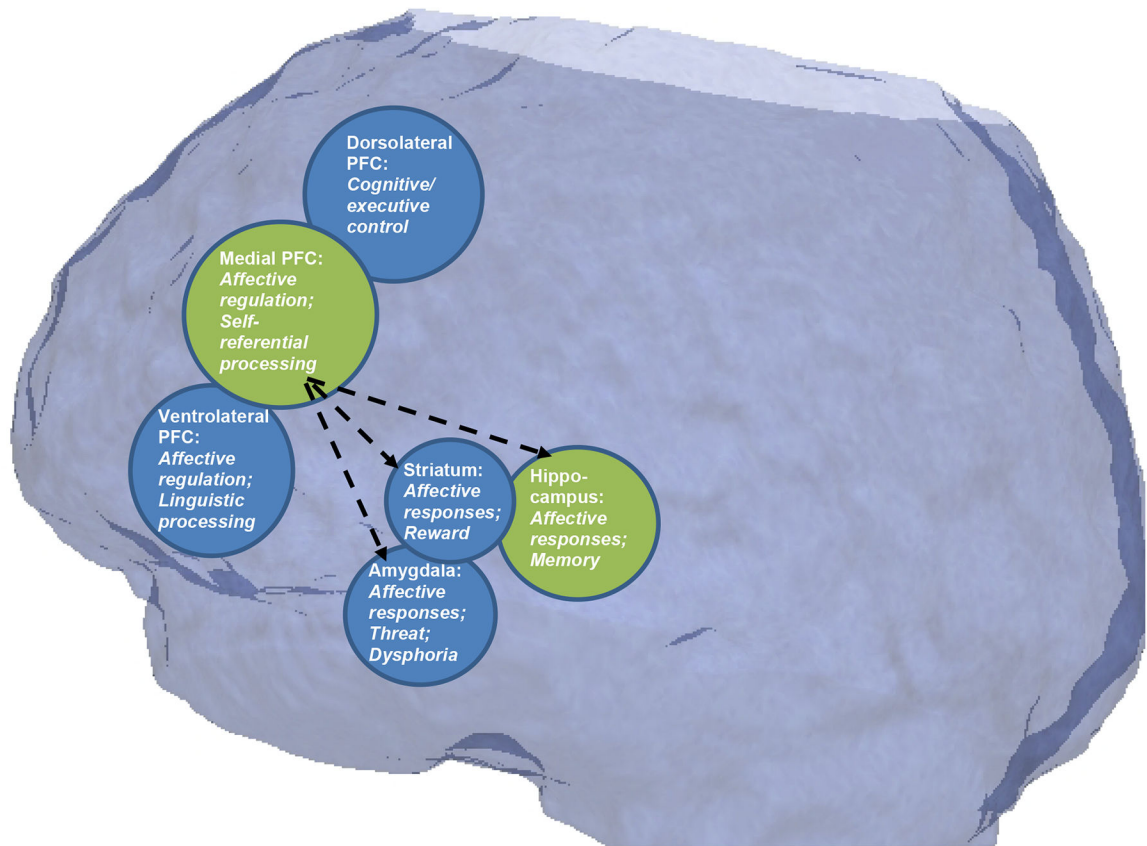 Dorsolateral
PFC:
Cognitive/
executive
control
Medial PFC:
Affective
regulation;
Self-
referential
processing
Ventrolateral
PFC:
Affective
regulation;
Linguistic
processing
Striatum:
Affective
responses;
Reward
Hippo-
campus:
Affective
responses;
Memory
Amygdala:
Affective
responses;
Threat;
Dysphoria